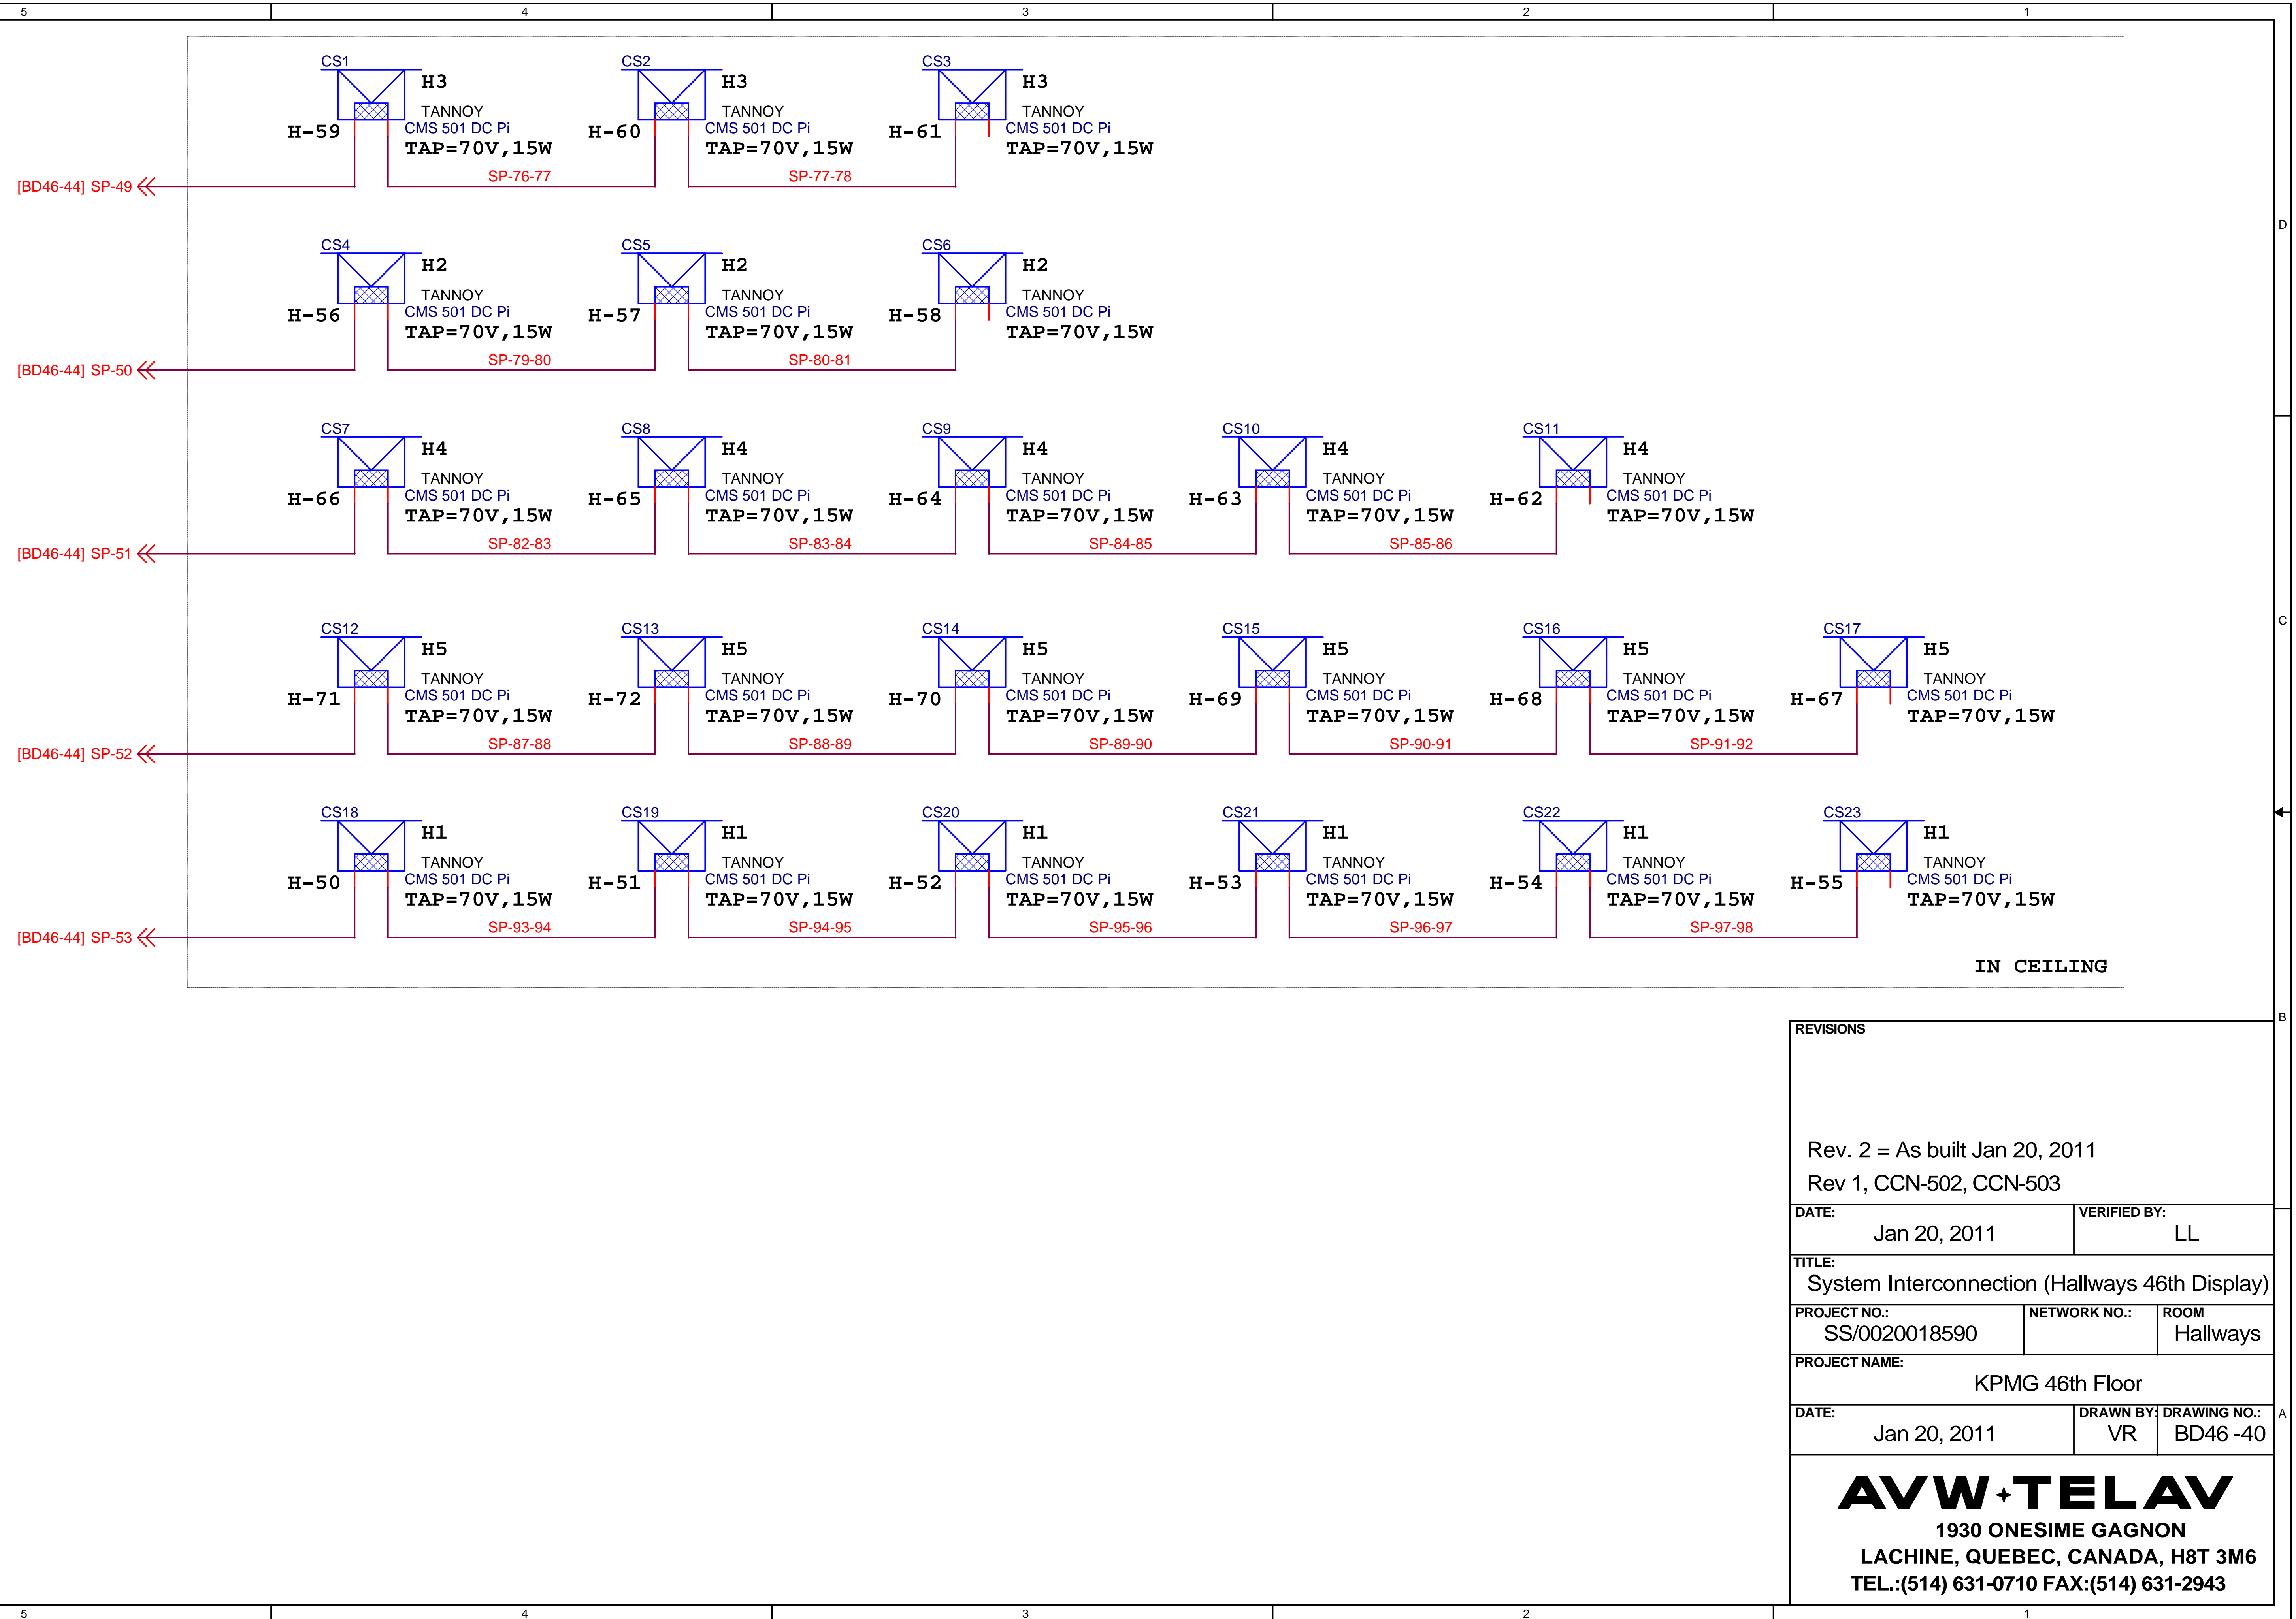 5 4 3 2 1
CS1 CS2 CS3
H3 H3 H3
TANNOY TANNOY TANNOY
CMS 501 DC Pi CMS 501 DC Pi CMS 501 DC Pi
H-59 H-60 H-61
TAP=70V,15W TAP=70V,15W TAP=70V,15W
SP-76-77 SP-77-78
[BD46-44] SP-49
D
CS4 CS5 CS6
H2 H2 H2
TANNOY TANNOY TANNOY
CMS 501 DC Pi CMS 501 DC Pi CMS 501 DC Pi
H-56 H-57 H-58
TAP=70V,15W TAP=70V,15W TAP=70V,15W
SP-79-80 SP-80-81
[BD46-44] SP-50
CS7 CS8 CS9 CS10 CS11
H4 H4 H4 H4 H4
TANNOY TANNOY TANNOY TANNOY TANNOY
CMS 501 DC Pi CMS 501 DC Pi CMS 501 DC Pi CMS 501 DC Pi CMS 501 DC Pi
H-66 H-65 H-64 H-63 H-62
TAP=70V,15W TAP=70V,15W TAP=70V,15W TAP=70V,15W TAP=70V,15W
SP-82-83 SP-83-84 SP-84-85 SP-85-86
[BD46-44] SP-51
C
CS12 CS13 CS14 CS15 CS16 CS17
H5 H5 H5 H5 H5 H5
TANNOY TANNOY TANNOY TANNOY TANNOY TANNOY
CMS 501 DC Pi CMS 501 DC Pi CMS 501 DC Pi CMS 501 DC Pi CMS 501 DC Pi CMS 501 DC Pi
H-71 H-72 H-70 H-69 H-68 H-67
TAP=70V,15W TAP=70V,15W TAP=70V,15W TAP=70V,15W TAP=70V,15W TAP=70V,15W
SP-87-88 SP-88-89 SP-89-90 SP-90-91 SP-91-92
[BD46-44] SP-52
CS18 CS19 CS20 CS21 CS22 CS23
H1 H1 H1 H1 H1 H1
TANNOY TANNOY TANNOY TANNOY TANNOY TANNOY
CMS 501 DC Pi CMS 501 DC Pi CMS 501 DC Pi CMS 501 DC Pi CMS 501 DC Pi CMS 501 DC Pi
H-50 H-51 H-52 H-53 H-54 H-55
TAP=70V,15W TAP=70V,15W TAP=70V,15W TAP=70V,15W TAP=70V,15W TAP=70V,15W
SP-93-94 SP-94-95 SP-95-96 SP-96-97 SP-97-98
[BD46-44] SP-53
IN CEILING
B
REVISIONS
Rev. 2 = As built Jan 20, 2011
Rev 1, CCN-502, CCN-503
DATE: VERIFIED BY:
Jan 20, 2011 LL
TITLE:
System Interconnection (Hallways 46th Display)
PROJECT NO.: NETWORK NO.: ROOM
SS/0020018590 Hallways
PROJECT NAME:
KPMG 46th Floor
DATE: DRAWN BY: DRAWING NO.:
A
Jan 20, 2011 VR BD46 -40
AVW TELAV
1930 ONESIME GAGNON
LACHINE, QUEBEC, CANADA, H8T 3M6
TEL.:(514) 631-0710 FAX:(514) 631-2943
5 4 3 2 1